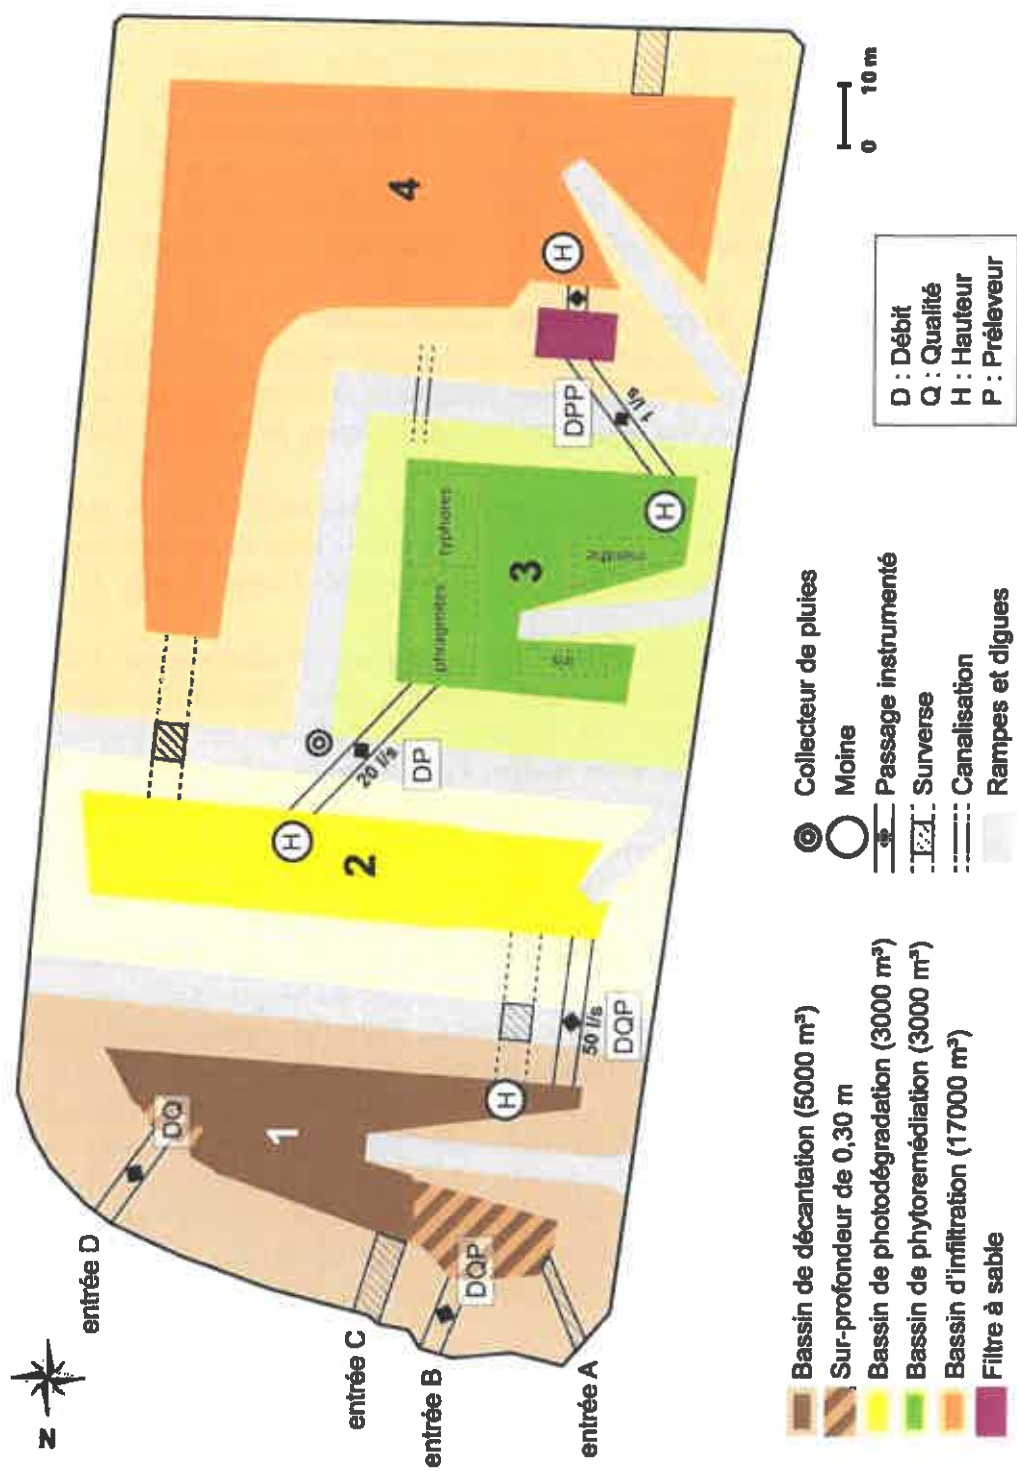 N
entrée D
entrée C
entrée B
entrée A
DQ
1
DQP
H
50 l/s
DQP
2
H
20 l/s
DP
phragmites
typhores
3
H
DPP
1 l/s
H
4
0
10 m
Bassin de décantation (5000 m³)
Sur-profondeur de 0,30 m
Bassin de photodégradation (3000 m³)
Bassin de phytoremédiation (3000 m³)
Bassin d'infiltration (17000 m³)
Filtre à sable
Collecteur de pluies
Moine
Passage instrumenté
Surverse
Canalisation
Rampes et digues
D : Débit
Q : Qualité
H : Hauteur
P : Préleveur